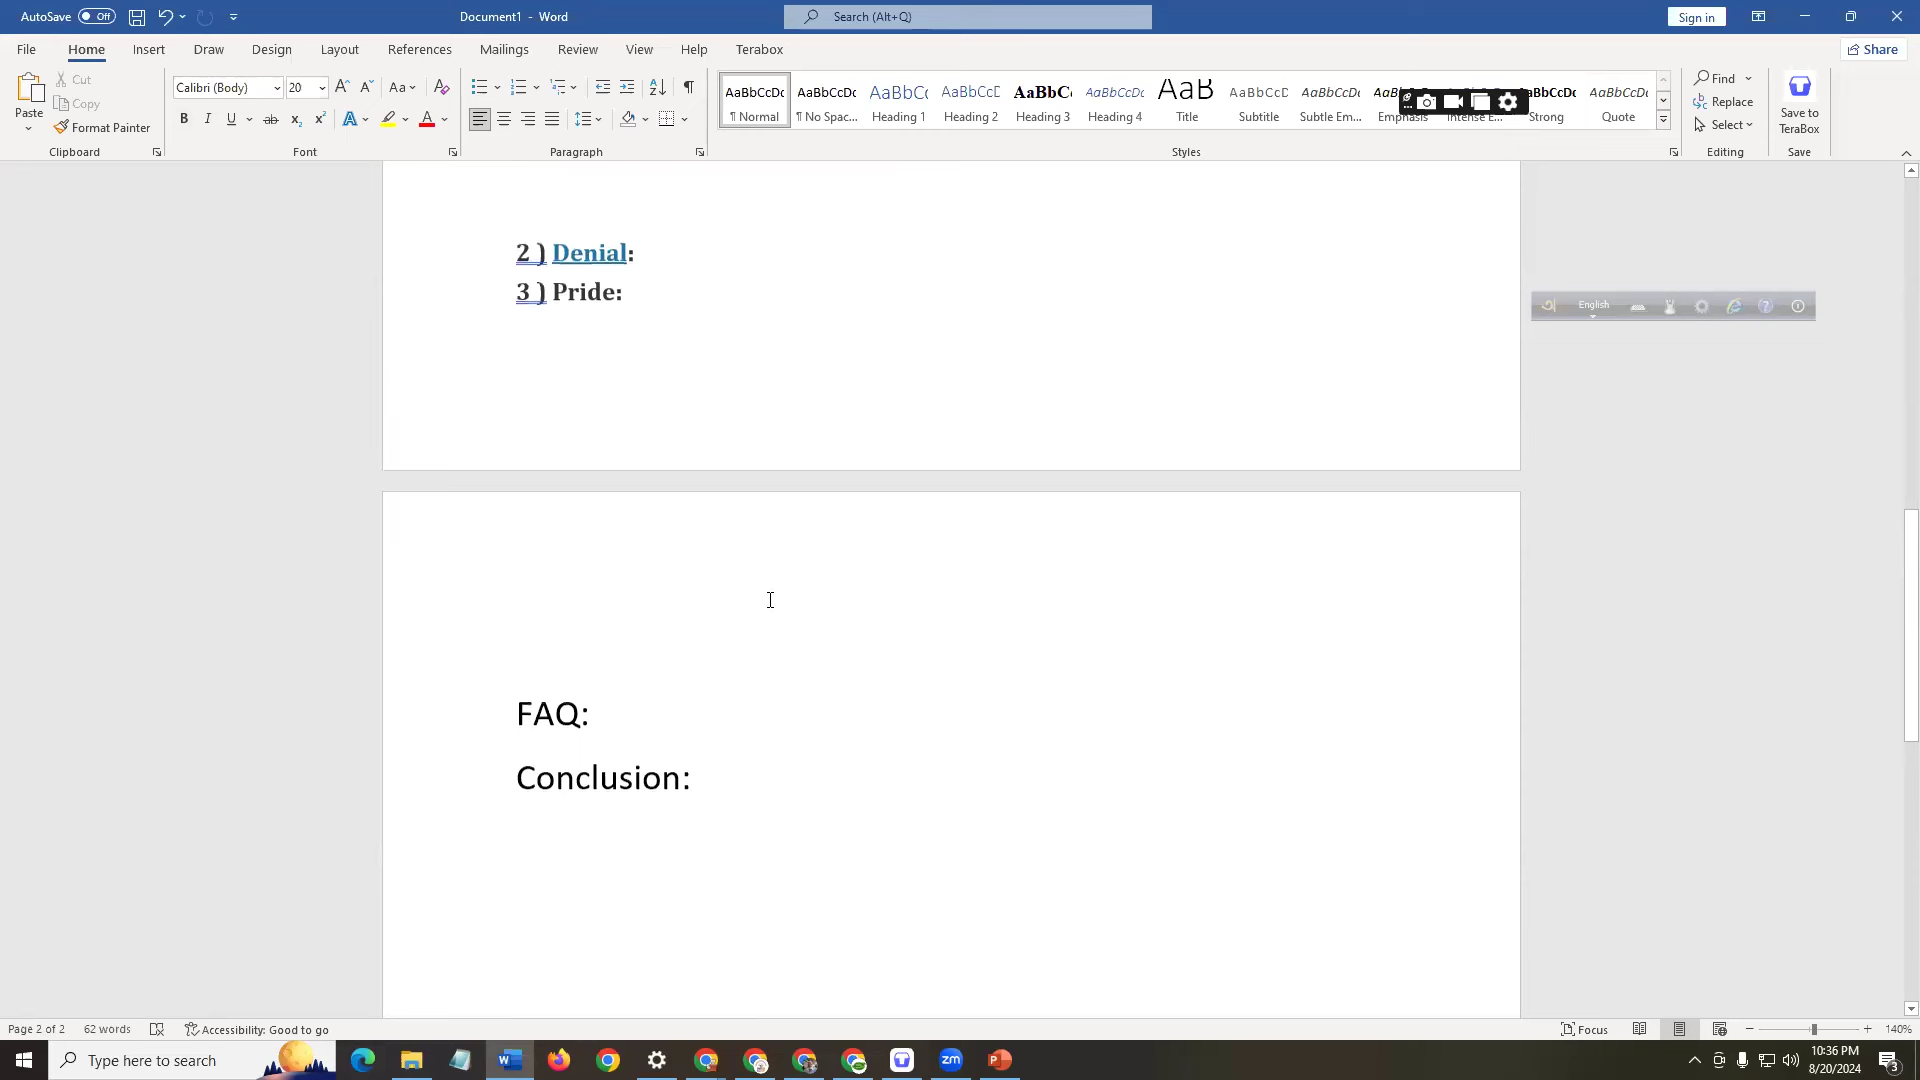 AutoSave Off
Document1 - Word
Search (Alt+Q)
Sign in
File Home Insert Draw Design Layout References Mailings Review View Help Terabox
Share
Paste
Cut
Copy
Format Painter
Clipboard
Calibri (Body) 20
Font
Paragraph
AaBbCcDc AaBbCcDc AaBbCc AaBbCcD AaBbC AaBbCcDc AaB AaBbCcD AaBbCcDc
¶ Normal ¶ No Spac... Heading 1 Heading 2 Heading 3 Heading 4 Title Subtitle Subtle Em... Emphasis Intense E... Strong Quote
Styles
Find
Replace
Select
Editing
Save to
TeraBox
Save
2 ) Denial:
3 ) Pride:
English
FAQ:
Conclusion:
Page 2 of 2 62 words Accessibility: Good to go
Focus
140%
Type here to search
10:36 PM
8/20/2024
3